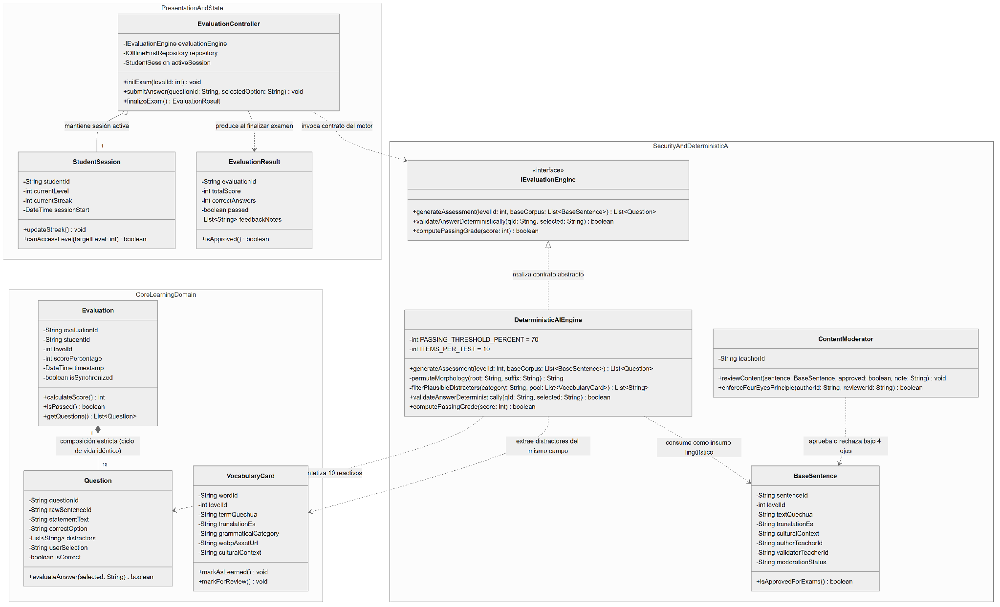 PresentationAndState
EvaluationController
-IEvaluationEngine evaluationEngine
-IOfflineFirstRepository repository
-StudentSession activeSession
+initExam(levelId: int) : void
+submitAnswer(questionId: String, selectedOption: String) : void
+finalizeExam() : EvaluationResult
mantiene sesión activa
produce al finalizar examen
invoca contrato del motor
1
StudentSession
-String studentId
-int currentLevel
-int currentStreak
-DateTime sessionStart
+updateStreak() : void
+canAccessLevel(targetLevel: int) : boolean
EvaluationResult
-String evaluationId
-int totalScore
-int correctAnswers
-boolean passed
-List<String> feedbackNotes
+isApproved() : boolean
SecurityAndDeterministicAI
«interface»
IEvaluationEngine
+generateAssessment(levelId: int, baseCorpus: List<BaseSentence>) : List<Question>
+validateAnswerDeterministically(qId: String, selected: String) : boolean
+computePassingGrade(score: int) : boolean
realiza contrato abstracto
DeterministicAIEngine
-int PASSING_THRESHOLD_PERCENT = 70
-int ITEMS_PER_TEST = 10
+generateAssessment(levelId: int, baseCorpus: List<BaseSentence>) : List<Question>
-permuteMorphology(root: String, suffix: String) : String
-filterPlausibleDistractors(category: String, pool: List<VocabularyCard>) : List<String>
+validateAnswerDeterministically(qId: String, selected: String) : boolean
+computePassingGrade(score: int) : boolean
ContentModerator
-String teacherId
+reviewContent(sentence: BaseSentence, approved: boolean, note: String) : void
+enforceFourEyesPrinciple(authorId: String, reviewerId: String) : boolean
extrae distractores del
mismo campo
consume como insumo
lingüístico
aprueba o rechaza bajo 4
ojos
BaseSentence
-String sentenceId
-int levelId
-String textQuechua
-String translationEs
-String culturalContext
-String authorTeacherId
-String validatorTeacherId
-String moderationStatus
+isApprovedForExams() : boolean
CoreLearningDomain
Evaluation
-String evaluationId
-String studentId
-int levelId
-int scorePercentage
-DateTime timestamp
-boolean isSynchronized
+calculateScore() : int
+isPassed() : boolean
+getQuestions() : List<Question>
1
composición estricta (ciclo
de vida idéntico)
10
Question
-String questionId
-String rawSentenceId
-String statementText
-String correctOption
-List<String> distractors
-String userSelection
-boolean isCorrect
+evaluateAnswer(selected: String) : boolean
VocabularyCard
-String wordId
-int levelId
-String termQuechua
-String translationEs
-String grammaticalCategory
-String webpAssetUrl
-String culturalContext
+markAsLearned() : void
+markForReview() : void
ntetiza 10 reactivos